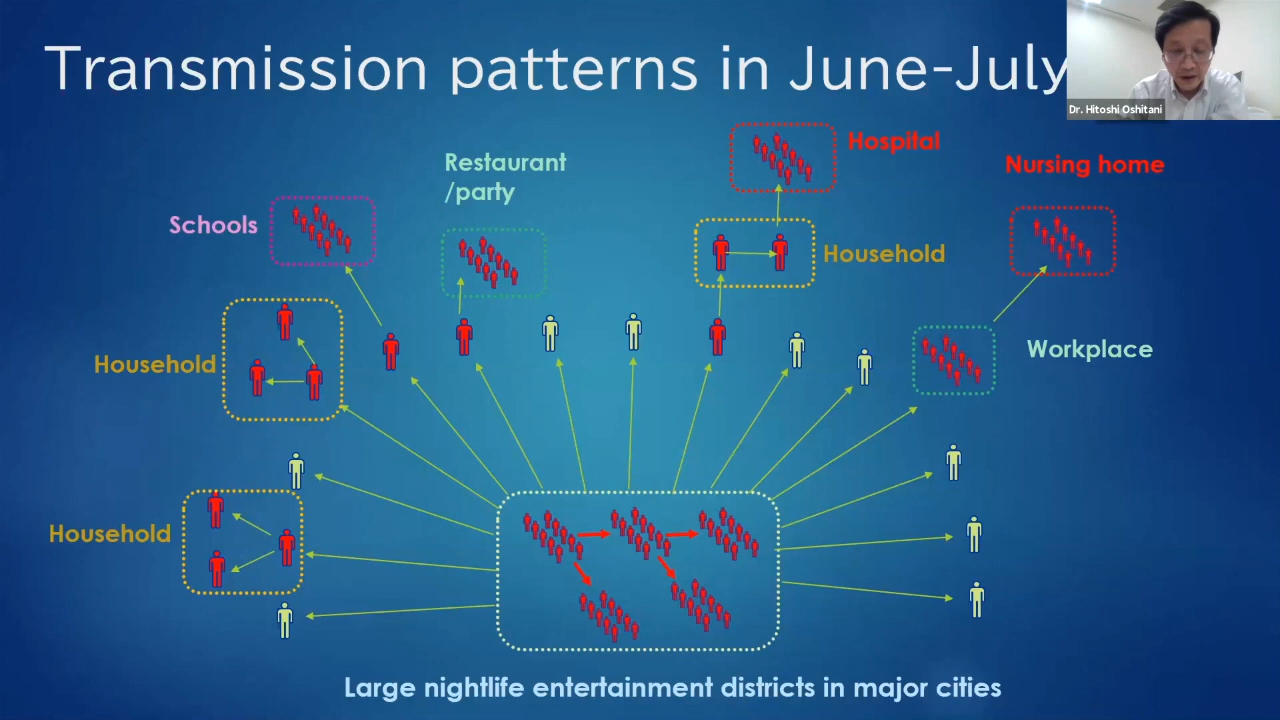 Transmission patterns in June-July
Dr. Hitoshi Oshitani
Hospital
Restaurant
/party
Nursing home
Schools
Household
Workplace
Household
Household
Large nightlife entertainment districts in major cities